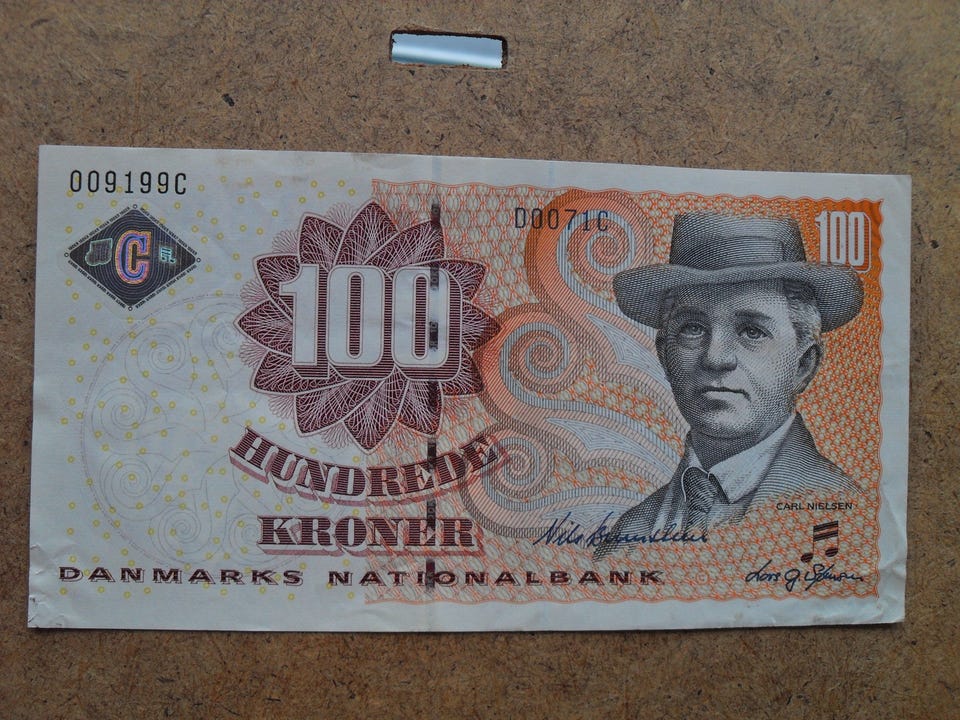 009199C
D0071C
100
C
100
HUNDREDE
KRONER
CARL NIELSEN
DANMARKS NATIONALBANK